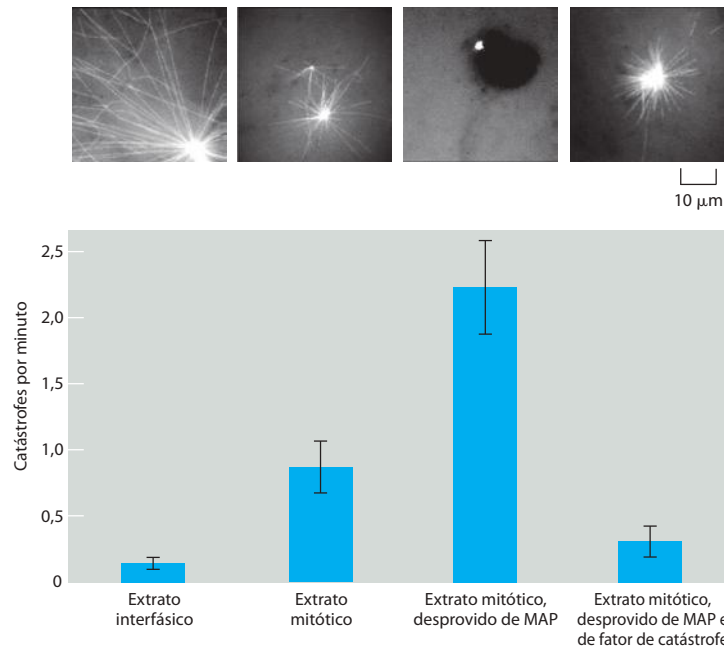 10 μm
Catástrofes por minuto
2,5
2,0
1,5
1,0
0,5
0
Extrato
interfásico
Extrato
mitótico
Extrato mitótico,
desprovido de MAP
Extrato mitótico,
desprovido de MAP e
de fator de catástrofe